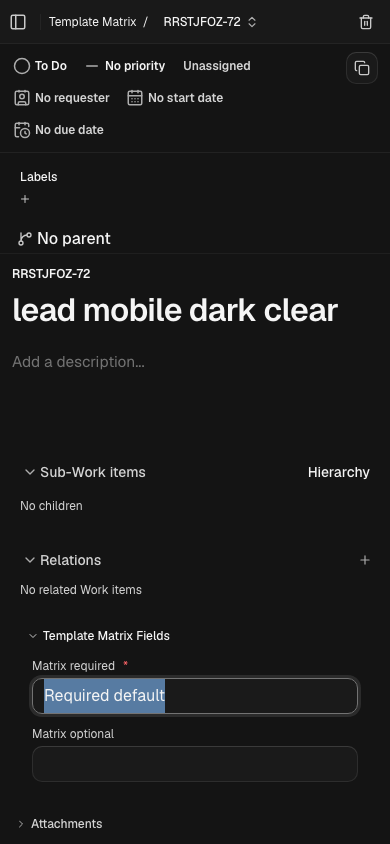 Template Matrix / RRSTJFOZ-72
To Do No priority Unassigned
No requester No start date
No due date
Labels
+
No parent
RRSTJFOZ-72
lead mobile dark clear
Add a description...
Sub-Work items Hierarchy
No children
Relations +
No related Work items
Template Matrix Fields
Matrix required *
Required default
Matrix optional
Attachments